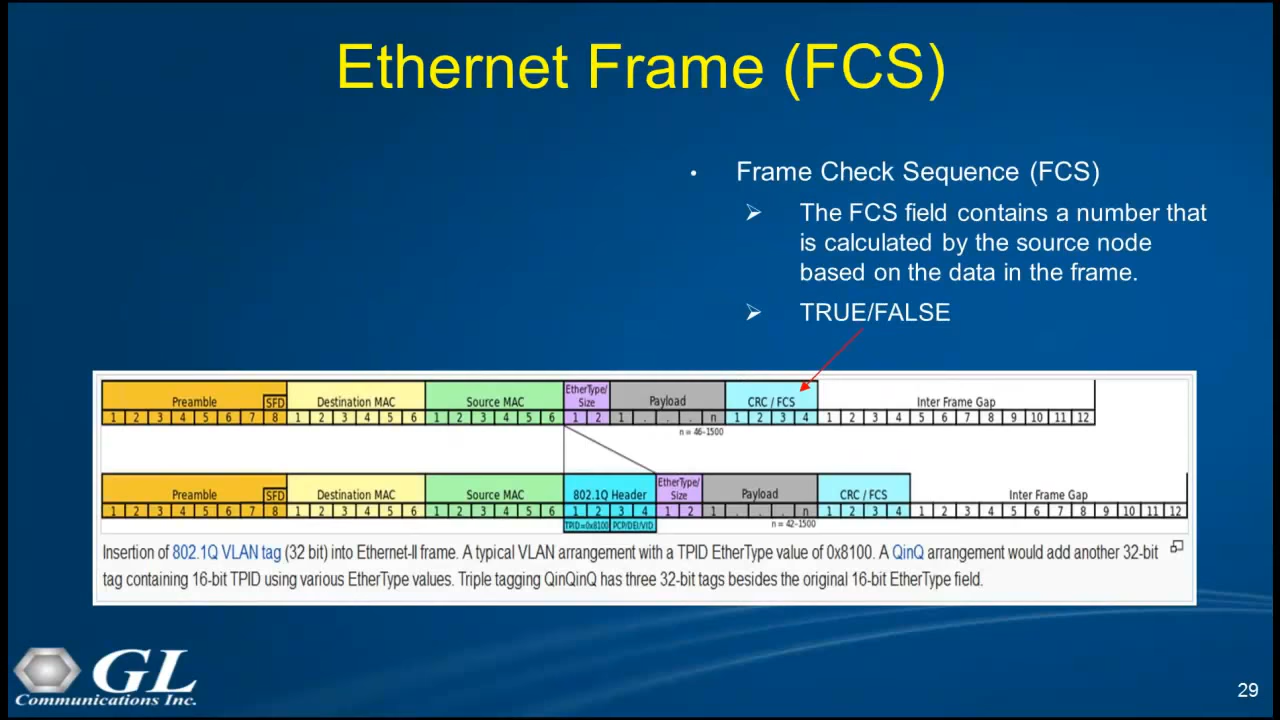 Ethernet Frame (FCS)
• Frame Check Sequence (FCS)
➢ The FCS field contains a number that
is calculated by the source node
based on the data in the frame.
➢ TRUE/FALSE
Preamble SFD Destination MAC Source MAC EtherType/ Size Payload CRC / FCS Inter Frame Gap
1 2 3 4 5 6 7 8 1 2 3 4 5 6 1 2 3 4 5 6 1 2 1 . . . n 1 2 3 4 1 2 3 4 5 6 7 8 9 10 11 12
n = 46-1500
Preamble SFD Destination MAC Source MAC 802.1Q Header EtherType/ Size Payload CRC / FCS Inter Frame Gap
1 2 3 4 5 6 7 8 1 2 3 4 5 6 1 2 3 4 5 6 1 2 3 4 1 2 1 . . . n 1 2 3 4 1 2 3 4 5 6 7 8 9 10 11 12
TPID=0x8100 PCP/DEI/VID n = 42-1500
Insertion of 802.1Q VLAN tag (32 bit) into Ethernet-II frame. A typical VLAN arrangement with a TPID EtherType value of 0x8100. A QinQ arrangement would add another 32-bit
tag containing 16-bit TPID using various EtherType values. Triple tagging QinQinQ has three 32-bit tags besides the original 16-bit EtherType field.
GL
Communications Inc.
29